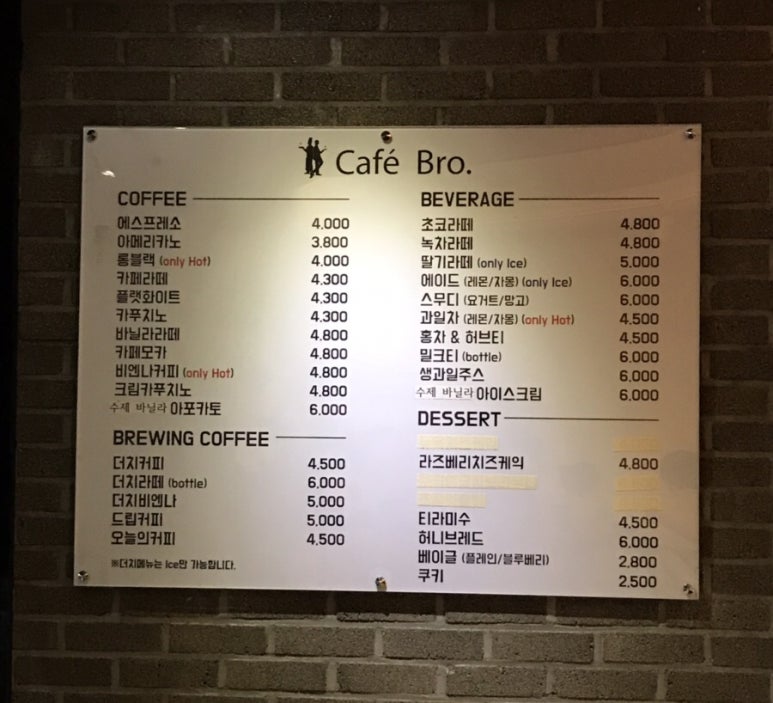 Café Bro.
COFFEE
에스프레소 4.000
아메리카노 3.800
롱블랙 (only Hot) 4.000
카페라떼 4.300
플랫화이트 4.300
카푸치노 4.300
바닐라라떼 4.800
카페모카 4.800
비엔나커피 (only Hot) 4.800
크림카푸치노 4.800
수제 바닐라 아포카토 6.000
BREWING COFFEE
더치커피 4.500
더치라떼 (bottle) 6.000
더치비엔나 5.000
드립커피 5.000
오늘의커피 4.500
※더치메뉴는 Ice만 가능합니다.
BEVERAGE
초코라떼 4.800
녹차라떼 4.800
딸기라떼 (only Ice) 5.000
에이드 (레몬/자몽) (only Ice) 6.000
스무디 (요거트/망고) 6.000
과일차 (레몬/자몽) (only Hot) 4.500
홍차 & 허브티 4.500
밀크티 (bottle) 6.000
생과일주스 6.000
수제 바닐라 아이스크림 6.000
DESSERT
라즈베리치즈케익 4.800
티라미수 4.500
허니브레드 6.000
베이글 (플레인/블루베리) 2,800
쿠키 2,500